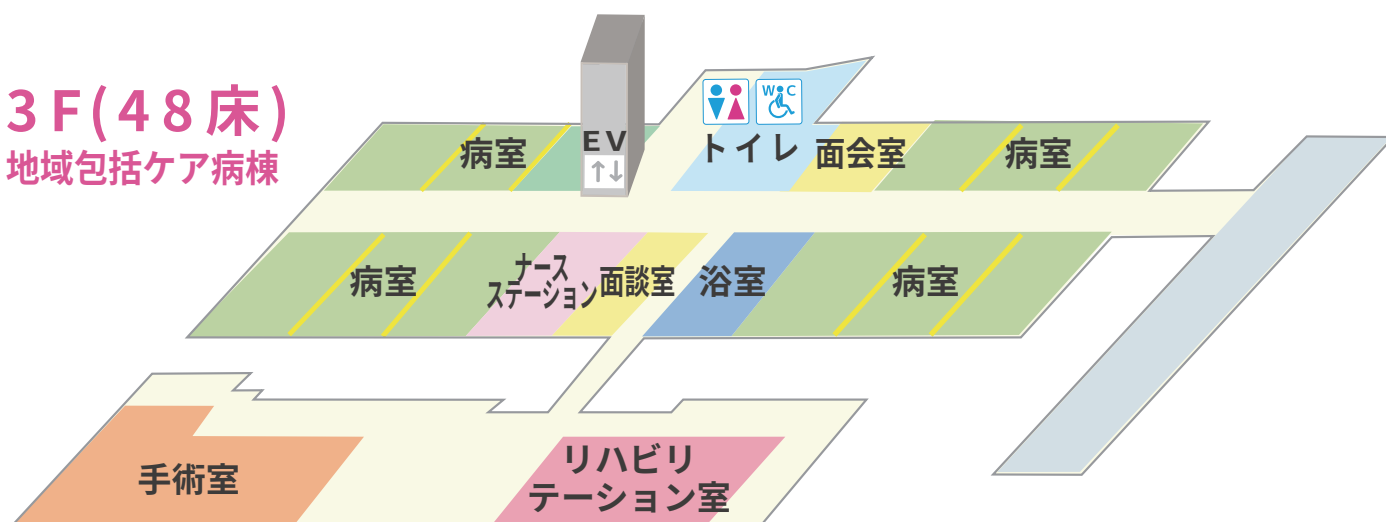 3F(48床)
地域包括ケア病棟
EV
↑↓
WC
病室
トイレ
面会室
病室
病室
ナース
ステーション
面談室
浴室
病室
手術室
リハビリ
テーション室